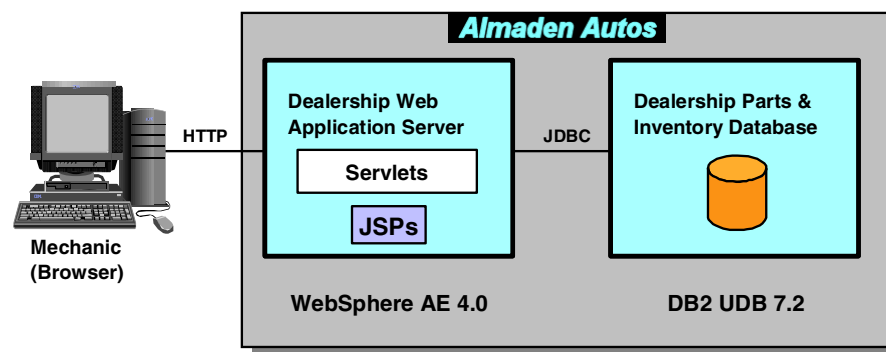 Almaden Autos
Dealership Web
Application Server
Servlets
JSPs
HTTP
JDBC
Dealership Parts &
Inventory Database
Mechanic
(Browser)
WebSphere AE 4.0
DB2 UDB 7.2